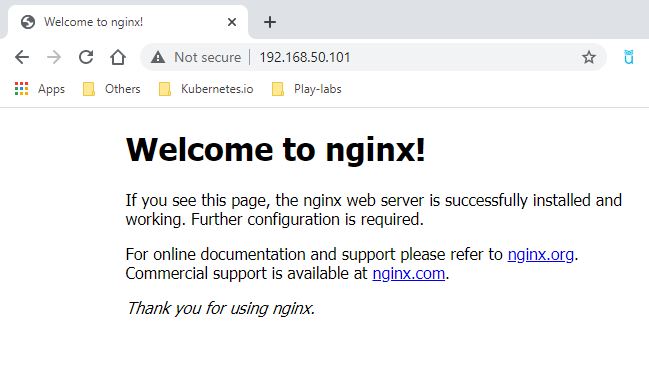 Welcome to nginx!
Not secure | 192.168.50.101
Apps Others Kubernetes.io Play-labs
Welcome to nginx!
If you see this page, the nginx web server is successfully installed and
working. Further configuration is required.
For online documentation and support please refer to nginx.org.
Commercial support is available at nginx.com.
Thank you for using nginx.